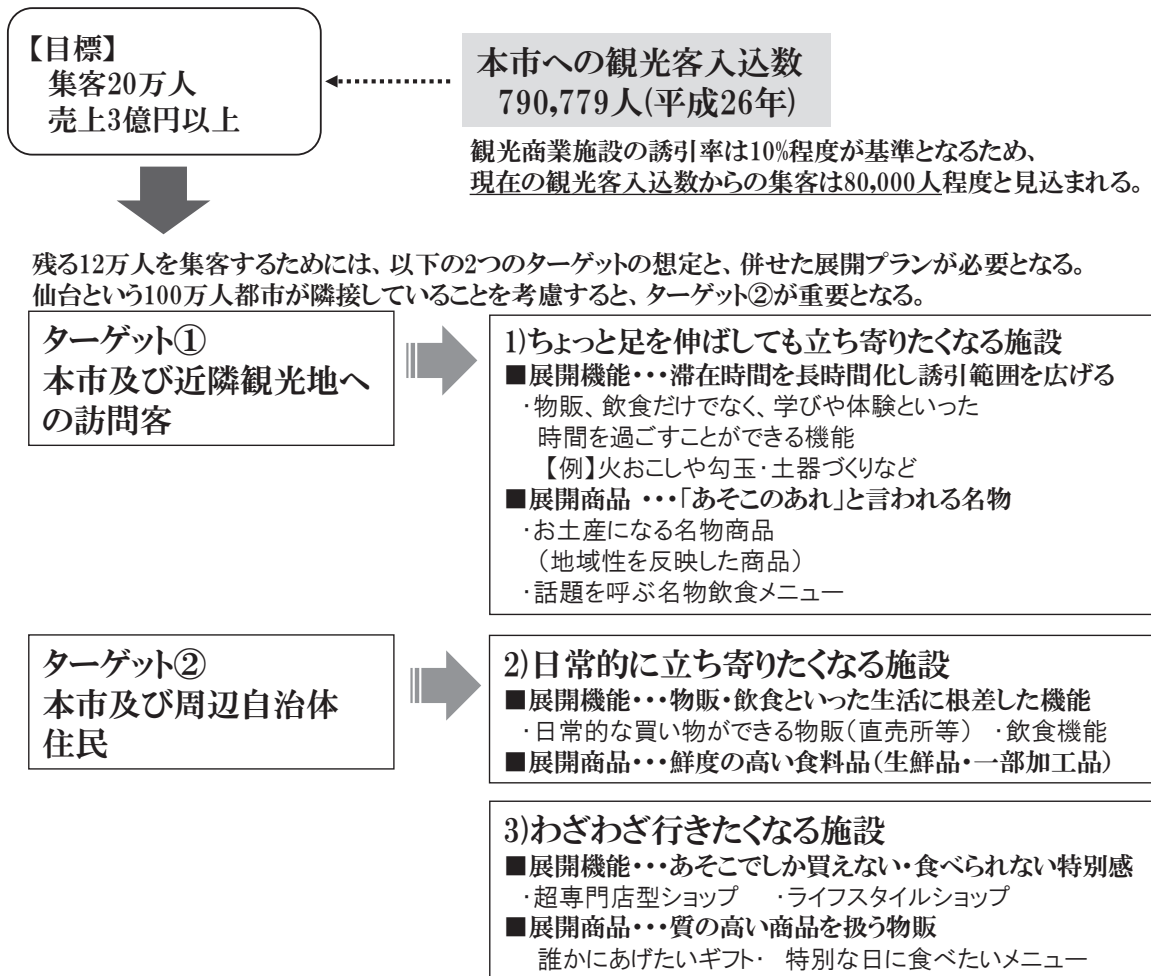 【目標】
集客20万人
売上3億円以上
本市への観光客入込数
790,779人(平成26年)
観光商業施設の誘引率は10%程度が基準となるため、
現在の観光客入込数からの集客は80,000人程度と見込まれる。
残る12万人を集客するためには、以下の2つのターゲットの想定と、併せた展開プランが必要となる。
仙台という100万人都市が隣接していることを考慮すると、ターゲット②が重要となる。
ターゲット①
本市及び近隣観光地へ
の訪問客
1)ちょっと足を伸ばしても立ち寄りたくなる施設
■展開機能・・・滞在時間を長時間化し誘引範囲を広げる
・物販、飲食だけでなく、学びや体験といった
時間を過ごすことができる機能
【例】火おこしや勾玉・土器づくりなど
■展開商品 ・・・「あそこのあれ」と言われる名物
・お土産になる名物商品
（地域性を反映した商品）
・話題を呼ぶ名物飲食メニュー
ターゲット②
本市及び周辺自治体
住民
2)日常的に立ち寄りたくなる施設
■展開機能・・・物販・飲食といった生活に根差した機能
・日常的な買い物ができる物販（直売所等） ・飲食機能
■展開商品・・・鮮度の高い食料品（生鮮品・一部加工品）
3)わざわざ行きたくなる施設
■展開機能・・・あそこでしか買えない・食べられない特別感
・超専門店型ショップ ・ライフスタイルショップ
■展開商品・・・質の高い商品を扱う物販
誰かにあげたいギフト・ 特別な日に食べたいメニュー